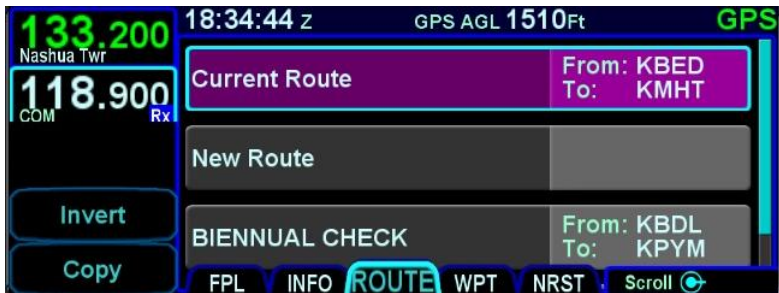 133.200
Nashua Twr
118.900
COM Rx
Invert
Copy
18:34:44 Z GPS AGL 1510Ft GPS
Current Route From: KBED
To: KMHT
New Route
BIENNUAL CHECK From: KBDL
To: KPYM
FPL INFO ROUTE WPT NRST Scroll